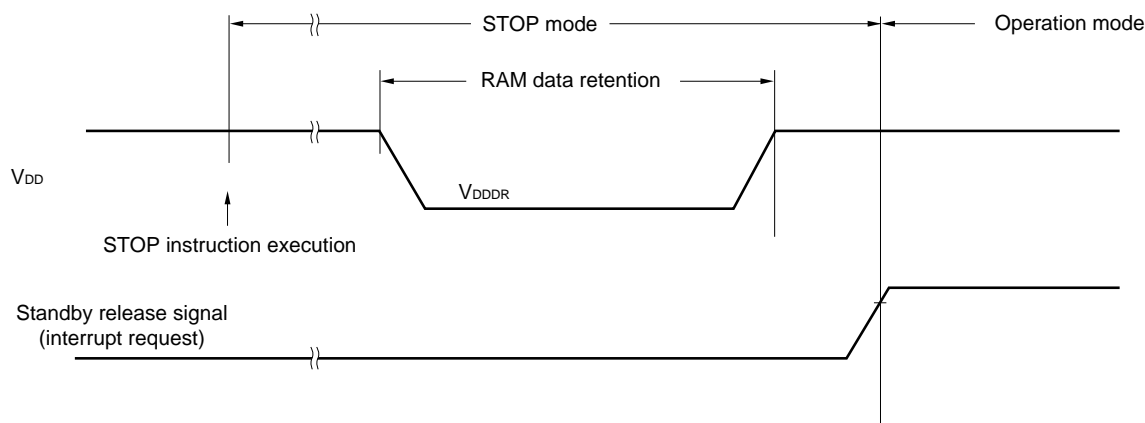 STOP mode
Operation mode
RAM data retention
VDD
VDDDR
STOP instruction execution
Standby release signal
(interrupt request)